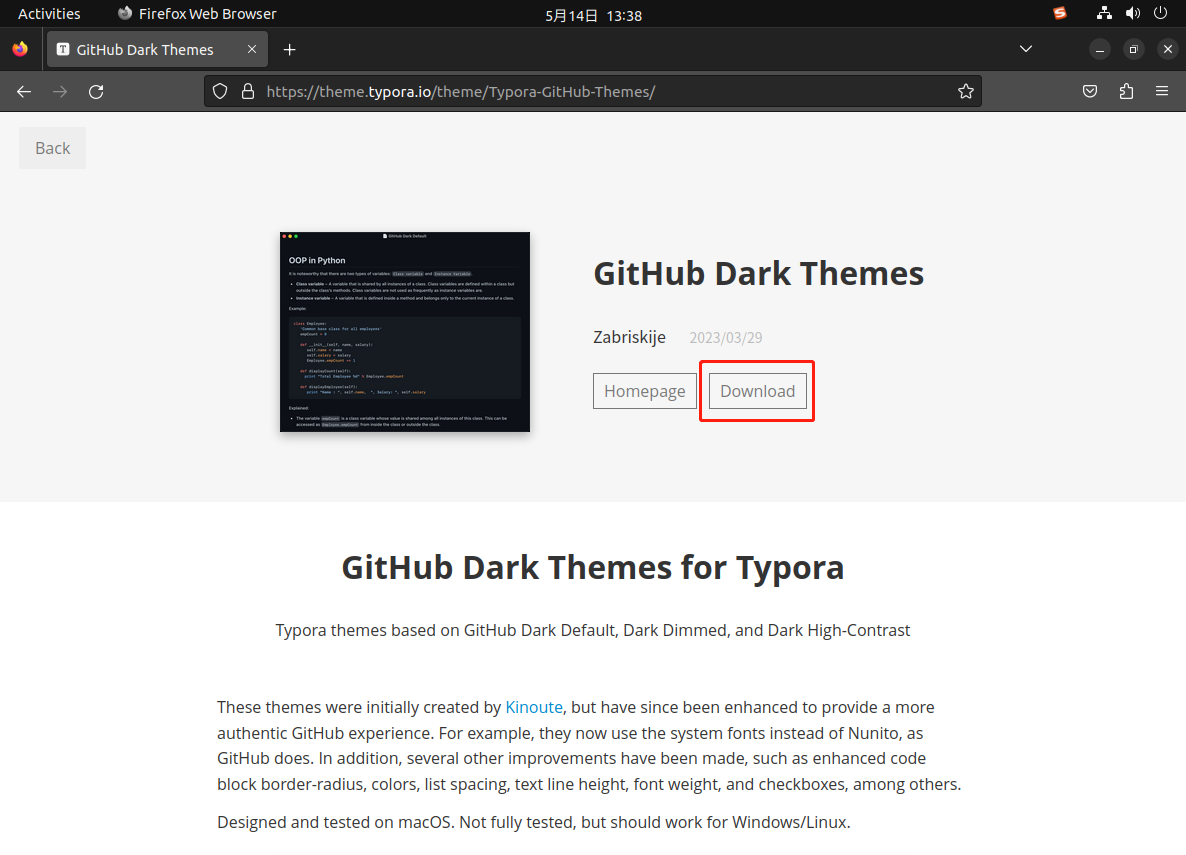 Activities Firefox Web Browser 5月14日 13:38
GitHub Dark Themes
https://theme.typora.io/theme/Typora-GitHub-Themes/
Back
GitHub Dark Default
OOP in Python
It is noteworthy that there are two types of variables: Class variable and Instance Variable.
Class variable – A variable that is shared by all instances of a class. Class variables are defined within a class but
outside the class's methods. Class variables are not used as frequently as instance variables are.
Instance variable – A variable that is defined inside a method and belongs only to the current instance of a class.
Example:
class Employee:
'Common base class for all employees'
empCount = 0
def __init__(self, name, salary):
self.name = name
self.salary = salary
Employee.empCount += 1
def displayCount(self):
print "Total Employee %d" % Employee.empCount
def displayEmployee(self):
print "Name : ", self.name, ", Salary: ", self.salary
Explained:
The variable empCount is a class variable whose value is shared among all instances of this class. This can be
accessed as Employee.empCount from inside the class or outside the class.
GitHub Dark Themes
Zabriskije 2023/03/29
Homepage Download
GitHub Dark Themes for Typora
Typora themes based on GitHub Dark Default, Dark Dimmed, and Dark High-Contrast
These themes were initially created by Kinoute, but have since been enhanced to provide a more
authentic GitHub experience. For example, they now use the system fonts instead of Nunito, as
GitHub does. In addition, several other improvements have been made, such as enhanced code
block border-radius, colors, list spacing, text line height, font weight, and checkboxes, among others.
Designed and tested on macOS. Not fully tested, but should work for Windows/Linux.